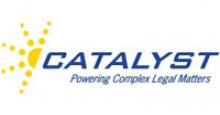 CATALYST
Powering Complex Legal Matters